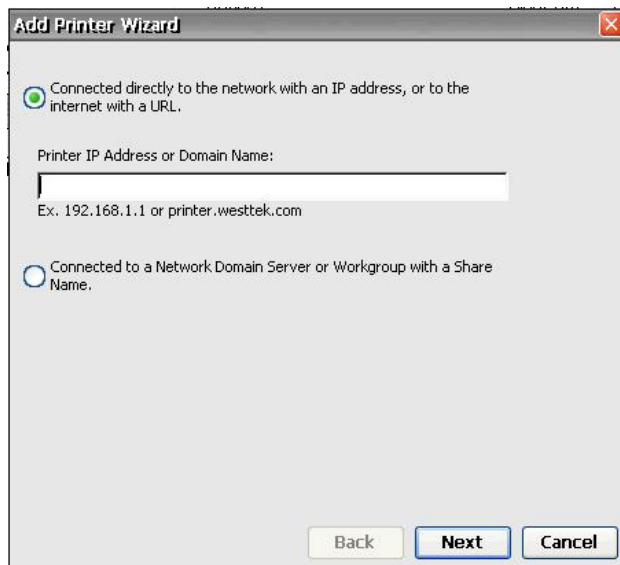 Add Printer Wizard
Connected directly to the network with an IP address, or to the
internet with a URL.
Printer IP Address or Domain Name:
Ex. 192.168.1.1 or printer.westtek.com
Connected to a Network Domain Server or Workgroup with a Share
Name.
Back
Next
Cancel